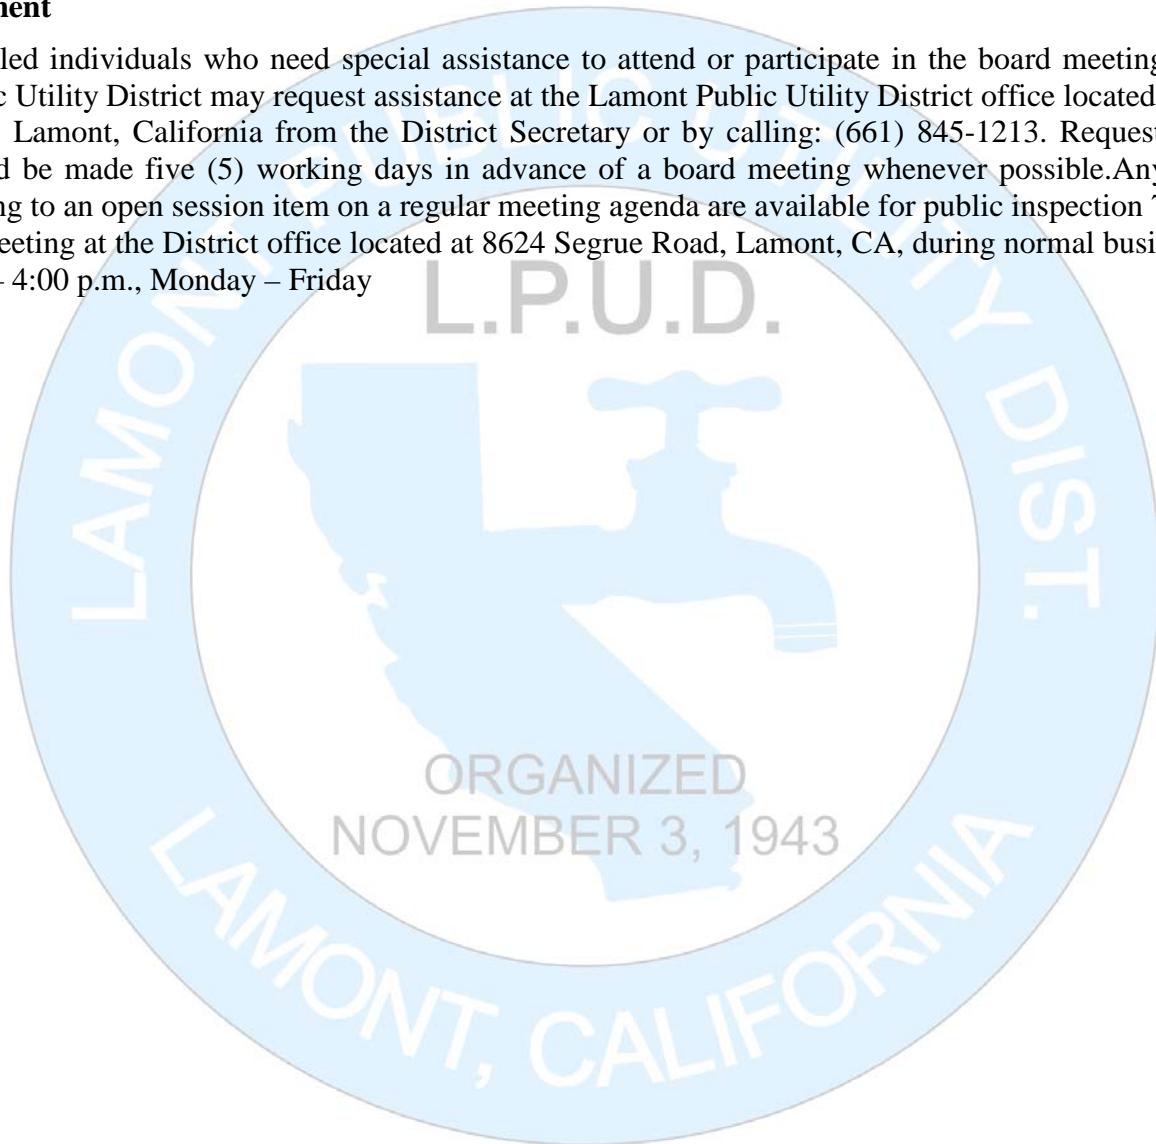 ment
led individuals who need special assistance to attend or participate in the board meeting
c Utility District may request assistance at the Lamont Public Utility District office located
Lamont, California from the District Secretary or by calling: (661) 845-1213. Request
d be made five (5) working days in advance of a board meeting whenever possible.Any
ng to an open session item on a regular meeting agenda are available for public inspection 7
eeting at the District office located at 8624 Segrue Road, Lamont, CA, during normal busi
– 4:00 p.m., Monday – Friday
LAMONT PUBLIC UTILITY DIST.
L.P.U.D.
ORGANIZED
NOVEMBER 3, 1943
LAMONT, CALIFORNIA